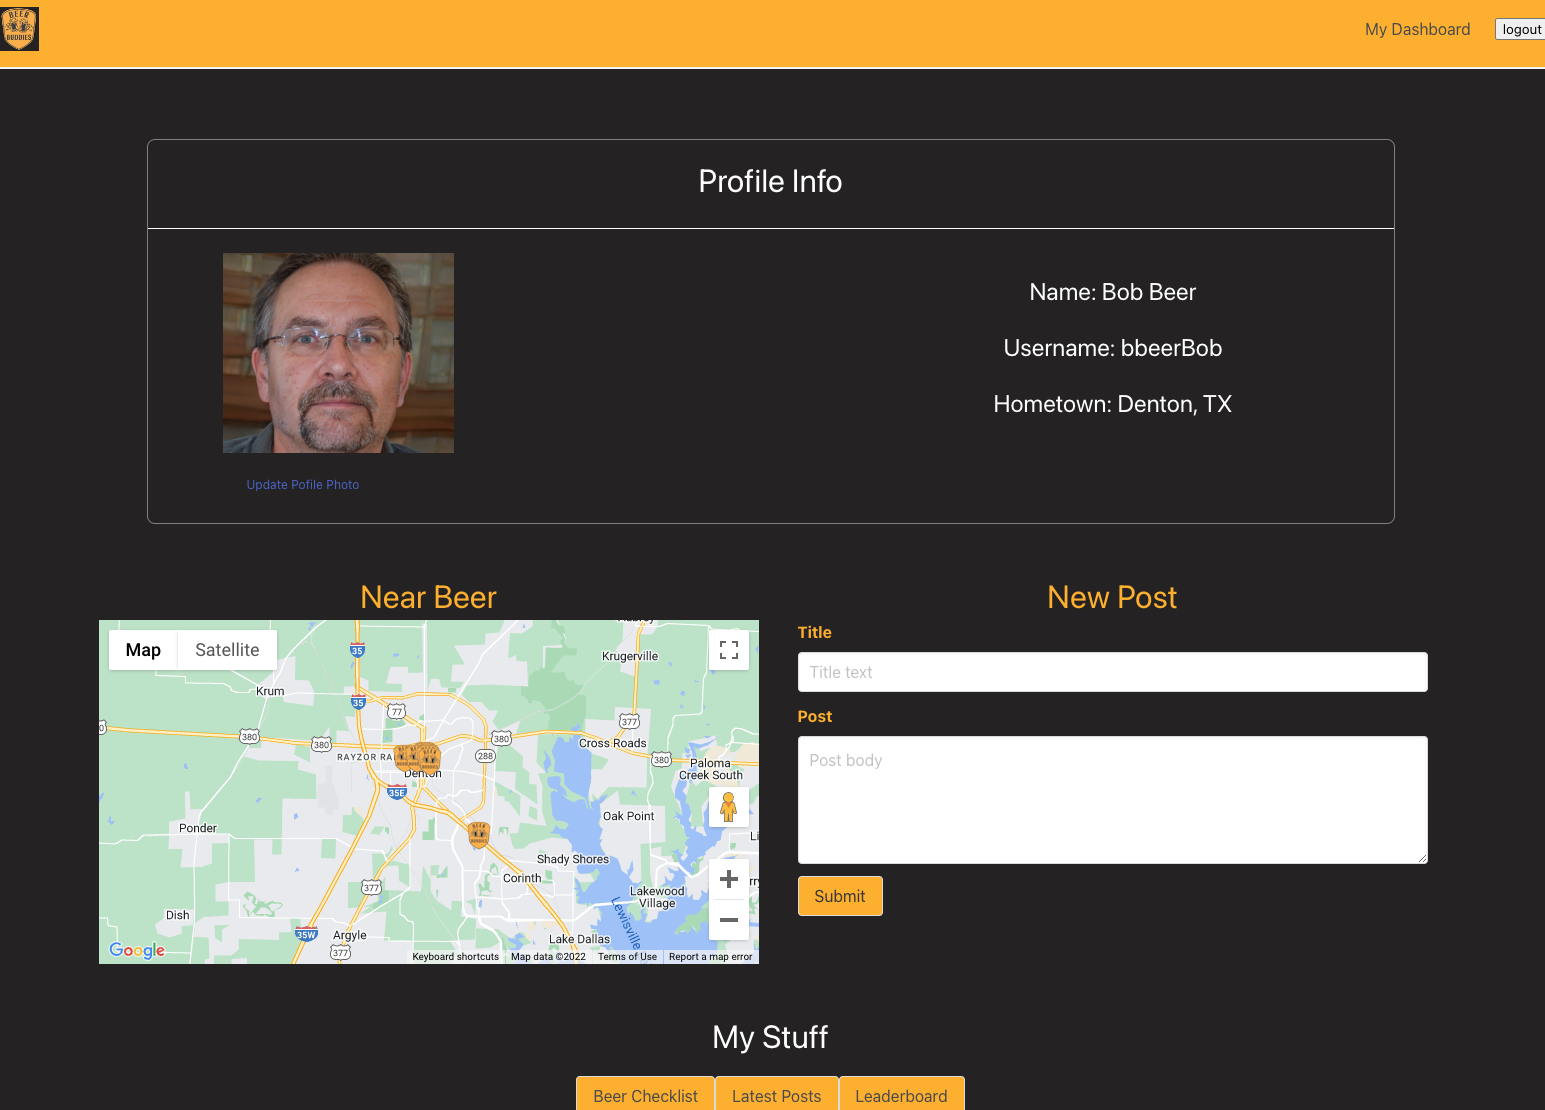 BEER
BUDDIES
My Dashboard
logout
Profile Info
Name: Bob Beer
Username: bbeerBob
Hometown: Denton, TX
Update Pofile Photo
Near Beer
New Post
Map
Satellite
Krugerville
Krum
35
35
77
377
380
380
380
288
380
Cross Roads
RAYZOR RA
Denton
Paloma
Creek South
35E
Ponder
Oak Point
Shady Shores
Corinth
Lakewood
Village
377
Lewisville
Dish
35W
Argyle
377
Lake Dallas
Google
Keyboard shortcuts
Map data ©2022
Terms of Use
Report a map error
Title
Title text
Post
Post body
Submit
My Stuff
Beer Checklist
Latest Posts
Leaderboard